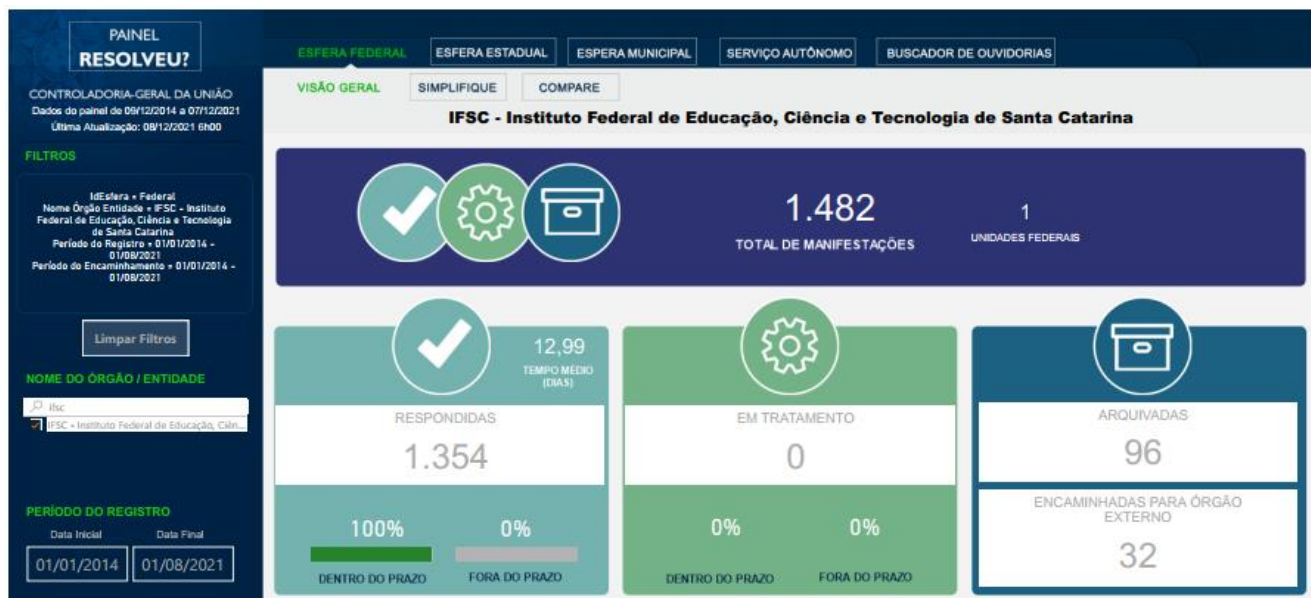 PAINEL
RESOLVEU?
CONTROLADORIA-GERAL DA UNIÃO
Dados do painel de 09/12/2014 a 07/12/2021
Última Atualização: 08/12/2021 6h00
FILTROS
IdEsfera = Federal
Nome Órgão Entidade = IFSC - Instituto
Federal de Educação, Ciência e Tecnologia
de Santa Catarina
Período do Registro = 01/01/2014 -
01/08/2021
Período do Encaminhamento = 01/01/2014 -
01/08/2021
Limpar Filtros
NOME DO ÓRGÃO / ENTIDADE
ifsc
IFSC - Instituto Federal de Educação, Ciên...
PERÍODO DO REGISTRO
Data Inicial Data Final
01/01/2014 01/08/2021
ESFERA FEDERAL ESFERA ESTADUAL ESPERA MUNICIPAL SERVIÇO AUTÔNOMO BUSCADOR DE OUVIDORIAS
VISÃO GERAL SIMPLIFIQUE COMPARE
IFSC - Instituto Federal de Educação, Ciência e Tecnologia de Santa Catarina
1.482
TOTAL DE MANIFESTAÇÕES
1
UNIDADES FEDERAIS
12,99
TEMPO MÉDIO
(DIAS)
RESPONDIDAS
1.354
100% 0%
DENTRO DO PRAZO FORA DO PRAZO
EM TRATAMENTO
0
0% 0%
DENTRO DO PRAZO FORA DO PRAZO
ARQUIVADAS
96
ENCAMINHADAS PARA ÓRGÃO
EXTERNO
32